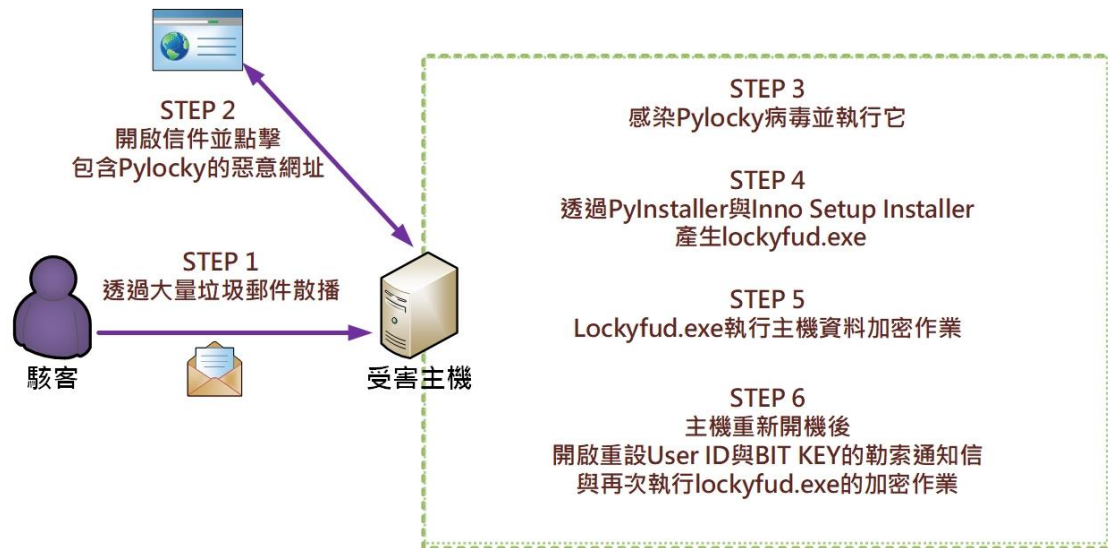 STEP 1
透過大量垃圾郵件散播
駭客
受害主機
STEP 2
開啟信件並點擊
包含Pylocky的惡意網址
STEP 3
感染Pylocky病毒並執行它
STEP 4
透過PyInstaller與Inno Setup Installer
產生lockyfud.exe
STEP 5
Lockyfud.exe執行主機資料加密作業
STEP 6
主機重新開機後
開啟重設User ID與BIT KEY的勒索通知信
與再次執行lockyfud.exe的加密作業